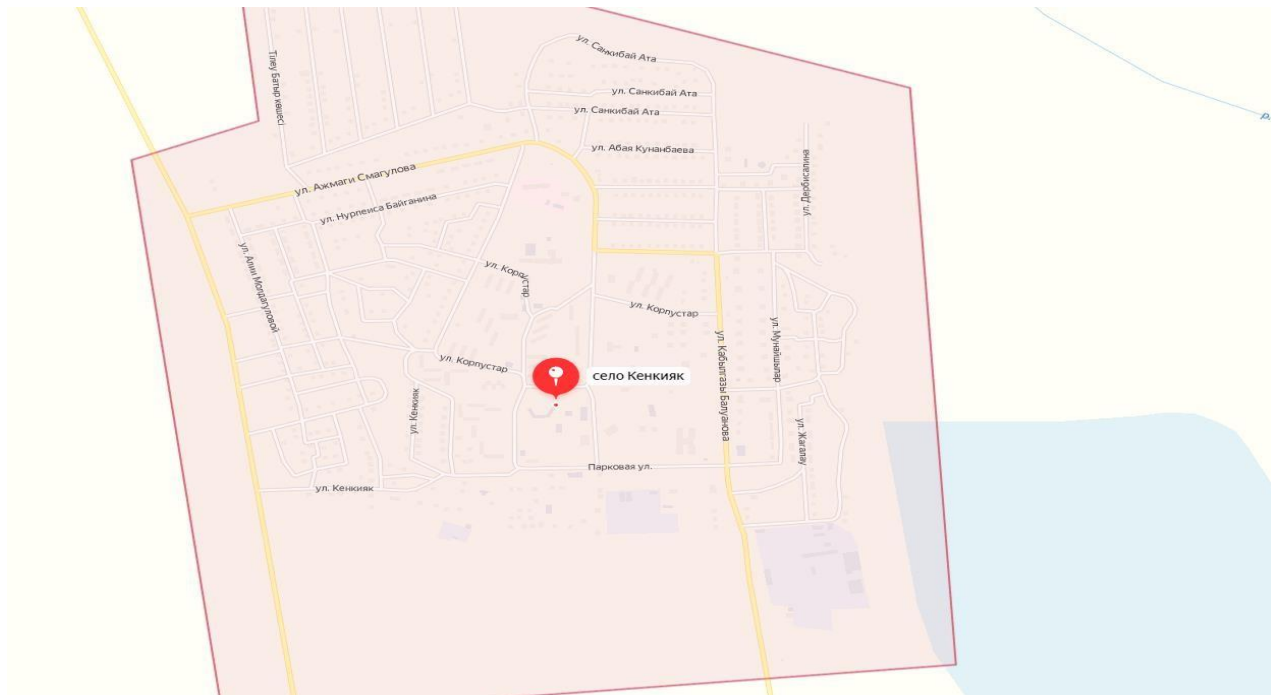 ул. Санкибай Ата
Тілеу Батыр көшесі
ул. Санкибай Ата
ул. Санкибай Ата
р.
ул. Абая Кунанбаева
ул. Ажмаги Смагулова
ул. Дербисалина
ул. Нурпеиса Байганина
ул. Алии Молдагуловой
ул. Корпустар
ул. Корпустар
ул. Мунайшылар
ул. Корпустар
село Кенкияк
ул. Кабылгазы Балуанова
ул. Кенкияк
ул. Жагалау
Парковая ул.
ул. Кенкияк